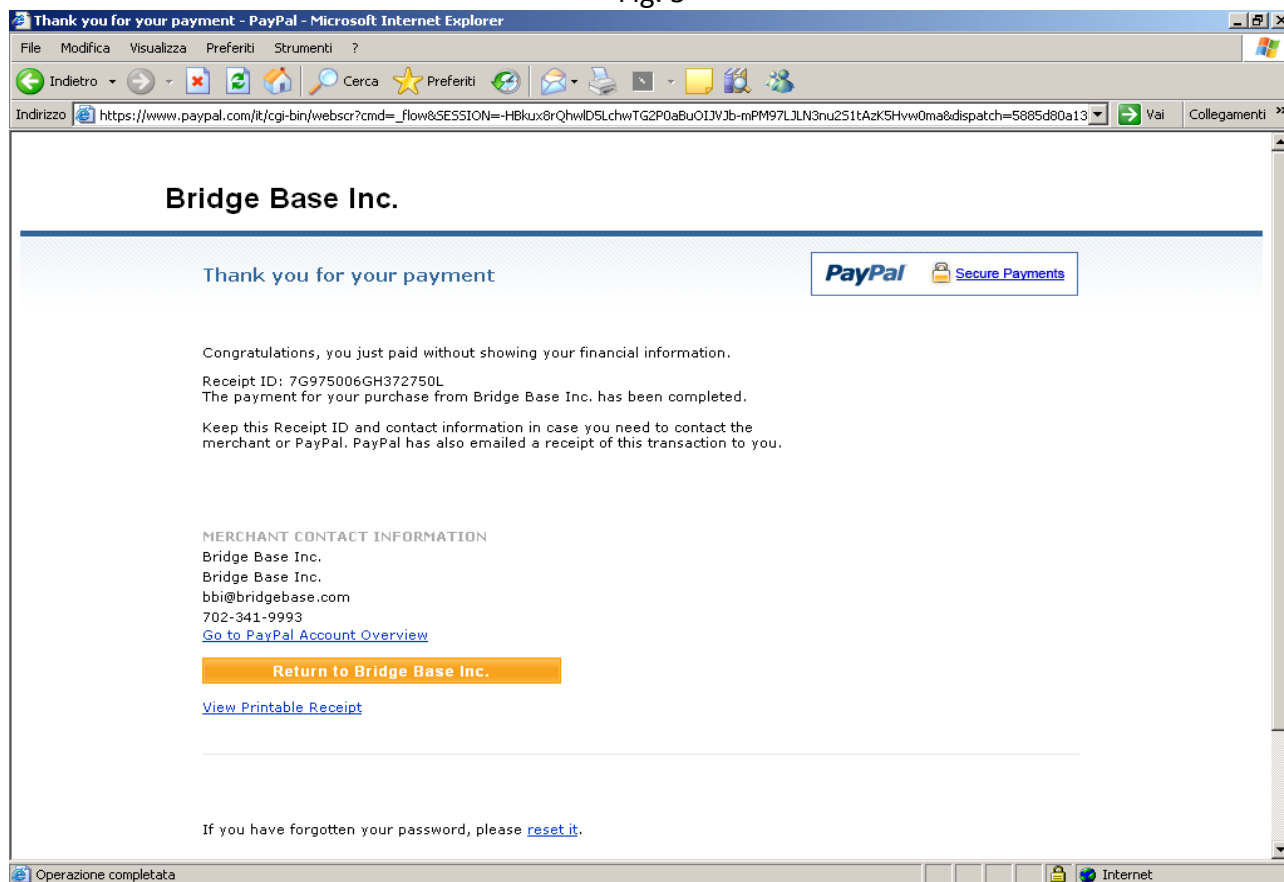 Thank you for your payment - PayPal - Microsoft Internet Explorer
File Modifica Visualizza Preferiti Strumenti ?
Indietro Cerca Preferiti
Indirizzo https://www.paypal.com/it/cgi-bin/webscr?cmd=_flow&SESSION=-HBkux8rQhwlD5LchwTG2P0aBuOIJVJb-mPM97LJLN3nu2S1tAzK5Hvw0ma&dispatch=5885d80a13 Vai Collegamenti »
Bridge Base Inc.
Thank you for your payment
PayPal Secure Payments
Congratulations, you just paid without showing your financial information.
Receipt ID: 7G975006GH372750L
The payment for your purchase from Bridge Base Inc. has been completed.
Keep this Receipt ID and contact information in case you need to contact the
merchant or PayPal. PayPal has also emailed a receipt of this transaction to you.
MERCHANT CONTACT INFORMATION
Bridge Base Inc.
Bridge Base Inc.
bbi@bridgebase.com
702-341-9993
Go to PayPal Account Overview
Return to Bridge Base Inc.
View Printable Receipt
If you have forgotten your password, please reset it.
Operazione completata Internet